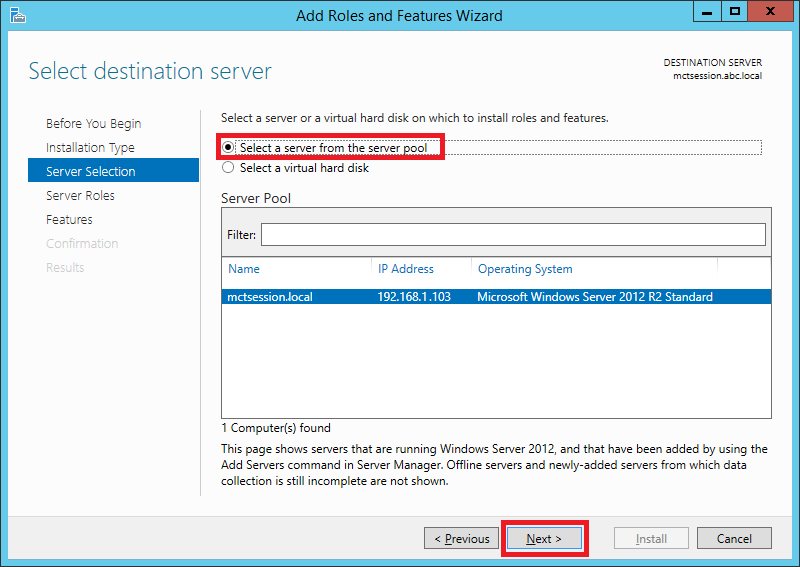 Add Roles and Features Wizard
Select destination server
DESTINATION SERVER
mctsession.abc.local
Before You Begin
Installation Type
Server Selection
Server Roles
Features
Confirmation
Results
Select a server or a virtual hard disk on which to install roles and features.
Select a server from the server pool
Select a virtual hard disk
Server Pool
Filter:
Name IP Address Operating System
mctsession.local 192.168.1.103 Microsoft Windows Server 2012 R2 Standard
1 Computer(s) found
This page shows servers that are running Windows Server 2012, and that have been added by using the
Add Servers command in Server Manager. Offline servers and newly-added servers from which data
collection is still incomplete are not shown.
< Previous Next > Install Cancel